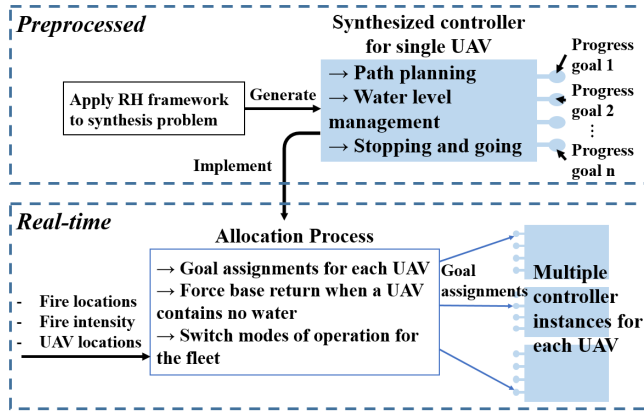 Preprocessed
Synthesized controller
for single UAV
Apply RH framework
to synthesis problem
Generate
→ Path planning
→ Water level
management
→ Stopping and going
Progress
goal 1
Progress
goal 2
⋮
Progress
goal n
Implement
Real-time
Allocation Process
- Fire locations
- Fire intensity
- UAV locations
→ Goal assignments for each UAV
→ Force base return when a UAV
contains no water
→ Switch modes of operation for
the fleet
Goal
assignments
Multiple
controller
instances for
each UAV